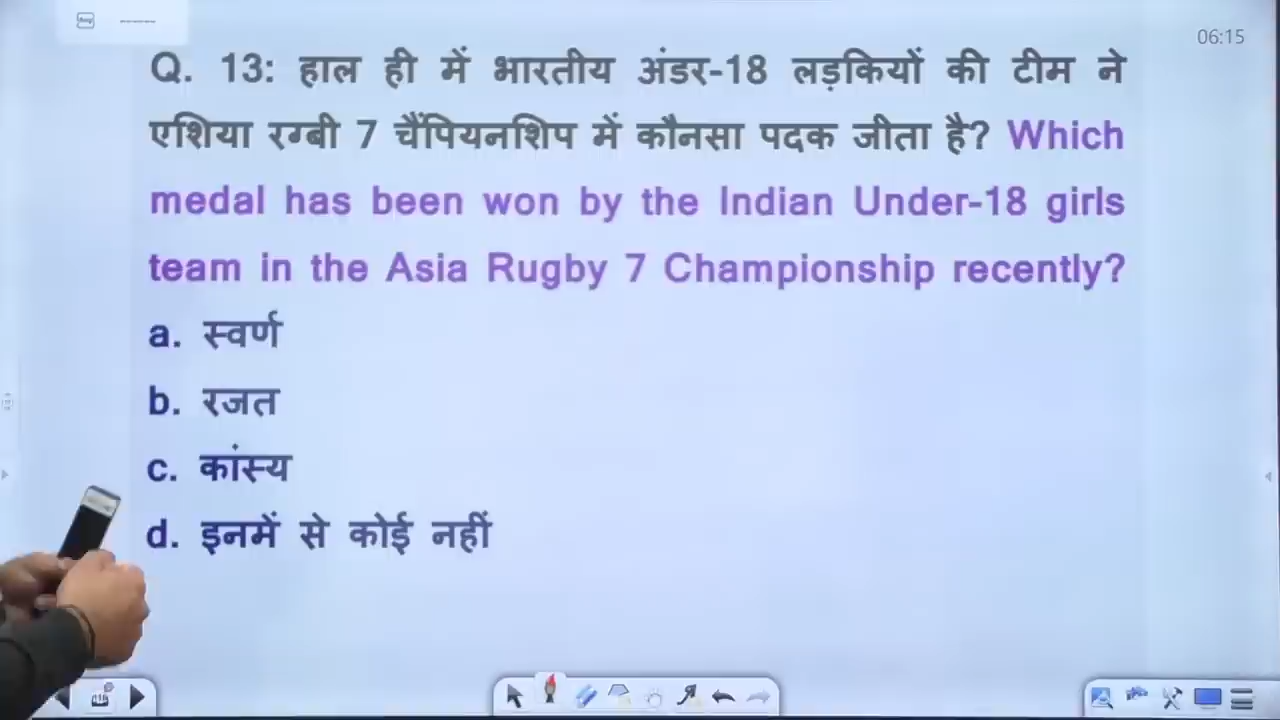 06:15
Q. 13: हाल ही में भारतीय अंडर-18 लड़कियों की टीम ने
एशिया रग्बी 7 चैंपियनशिप में कौनसा पदक जीता है? Which
medal has been won by the Indian Under-18 girls
team in the Asia Rugby 7 Championship recently?
a. स्वर्ण
b. रजत
c. कांस्य
d. इनमें से कोई नहीं